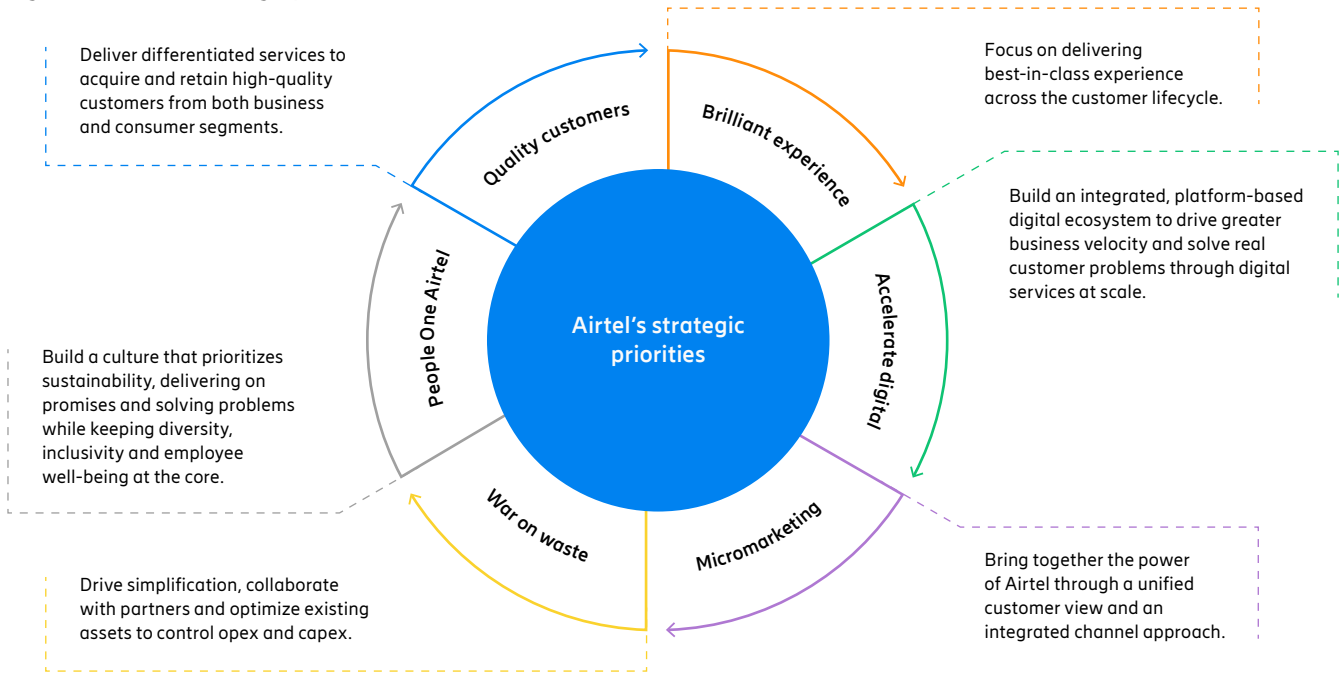 Deliver differentiated services to
acquire and retain high-quality
customers from both business
and consumer segments.
Quality customers
Brilliant experience
Focus on delivering
best-in-class experience
across the customer lifecycle.
Build an integrated, platform-based
digital ecosystem to drive greater
business velocity and solve real
customer problems through digital
services at scale.
Accelerate digital
Airtel's strategic
priorities
People One Airtel
Build a culture that prioritizes
sustainability, delivering on
promises and solving problems
while keeping diversity,
inclusivity and employee
well-being at the core.
War on waste
Micromarketing
Drive simplification, collaborate
with partners and optimize existing
assets to control opex and capex.
Bring together the power
of Airtel through a unified
customer view and an
integrated channel approach.